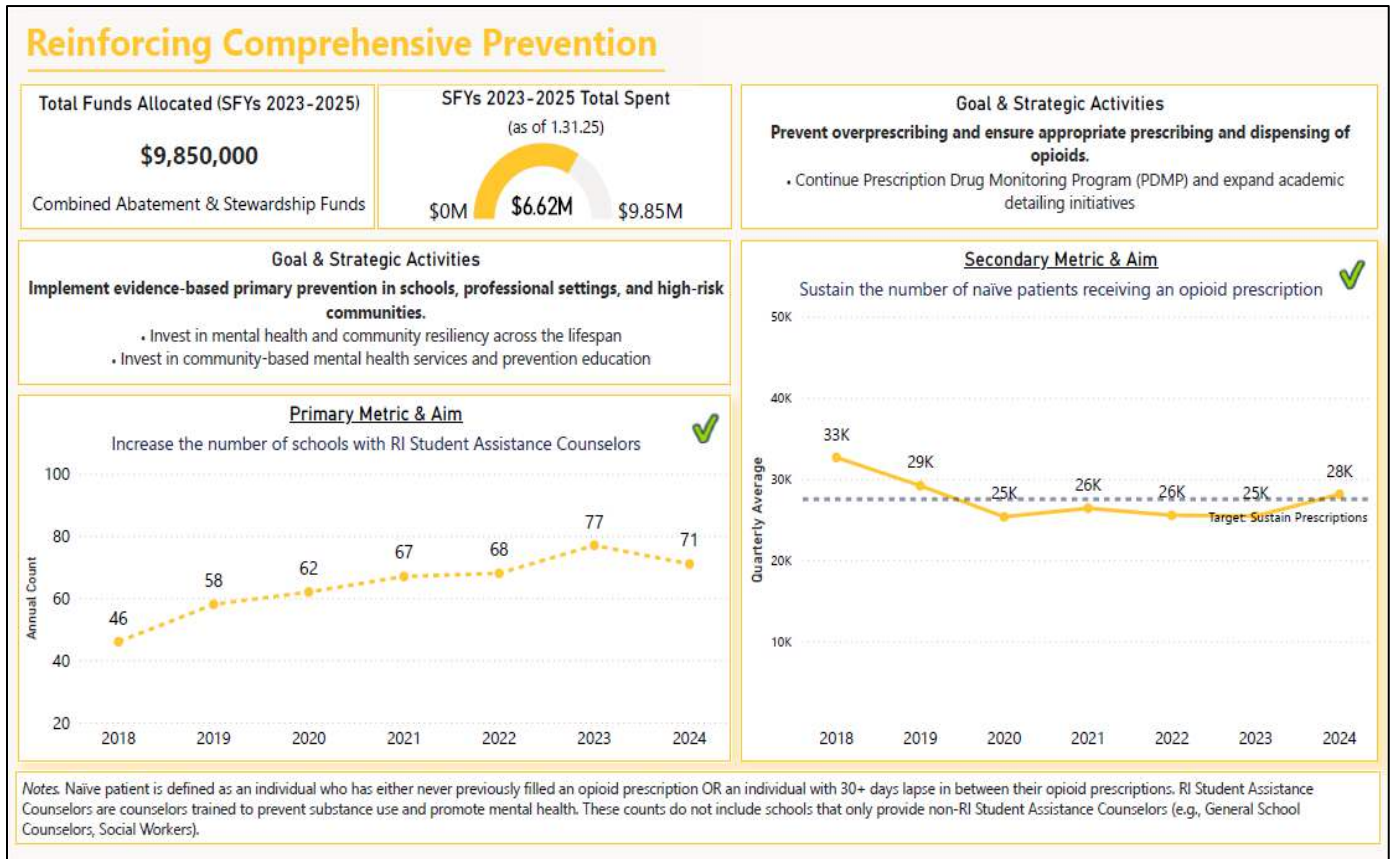 Reinforcing Comprehensive Prevention
Total Funds Allocated (SFYs 2023-2025)
$9,850,000
Combined Abatement & Stewardship Funds
SFYs 2023-2025 Total Spent
(as of 1.31.25)
$0M
$6.62M
$9.85M
Goal & Strategic Activities
Prevent overprescribing and ensure appropriate prescribing and dispensing of
opioids.
• Continue Prescription Drug Monitoring Program (PDMP) and expand academic
detailing initiatives
Goal & Strategic Activities
Implement evidence-based primary prevention in schools, professional settings, and high-risk
communities.
• Invest in mental health and community resiliency across the lifespan
• Invest in community-based mental health services and prevention education
Primary Metric & Aim
Increase the number of schools with RI Student Assistance Counselors
Annual Count
100
80
60
40
20
46
58
62
67
68
77
71
2018
2019
2020
2021
2022
2023
2024
Secondary Metric & Aim
Sustain the number of naïve patients receiving an opioid prescription
Quarterly Average
50K
40K
30K
20K
10K
33K
29K
25K
26K
26K
25K
28K
Target: Sustain Prescriptions
2018
2019
2020
2021
2022
2023
2024
Notes. Naïve patient is defined as an individual who has either never previously filled an opioid prescription OR an individual with 30+ days lapse in between their opioid prescriptions. RI Student Assistance
Counselors are counselors trained to prevent substance use and promote mental health. These counts do not include schools that only provide non-RI Student Assistance Counselors (e.g., General School
Counselors, Social Workers).